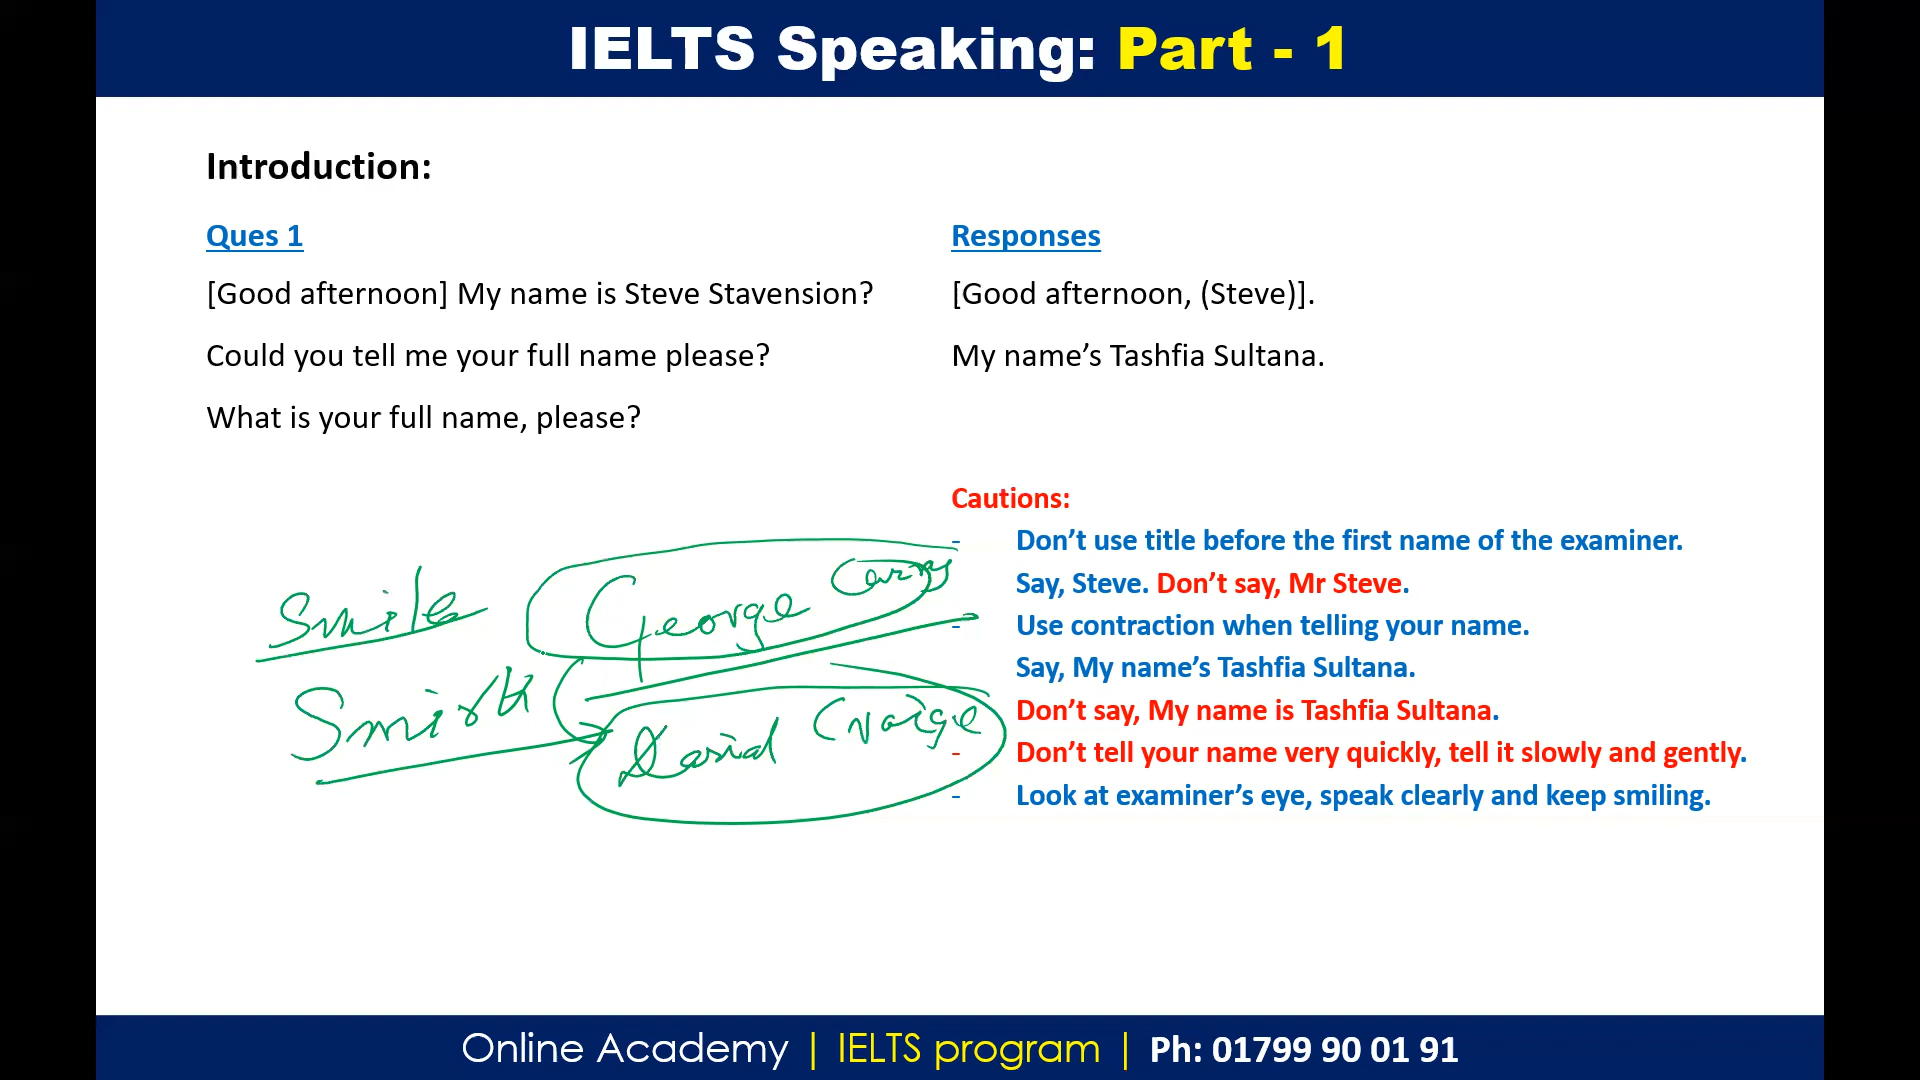 IELTS Speaking: Part - 1
Introduction:
Ques 1
[Good afternoon] My name is Steve Stavension?
Could you tell me your full name please?
What is your full name, please?
Responses
[Good afternoon, (Steve)].
My name’s Tashfia Sultana.
Cautions:
- Don’t use title before the first name of the examiner.
Say, Steve. Don’t say, Mr Steve.
- Use contraction when telling your name.
Say, My name’s Tashfia Sultana.
Don’t say, My name is Tashfia Sultana.
- Don’t tell your name very quickly, tell it slowly and gently.
- Look at examiner’s eye, speak clearly and keep smiling.
Smile
George
Smirk
David
Online Academy | IELTS program | Ph: 01799 90 01 91